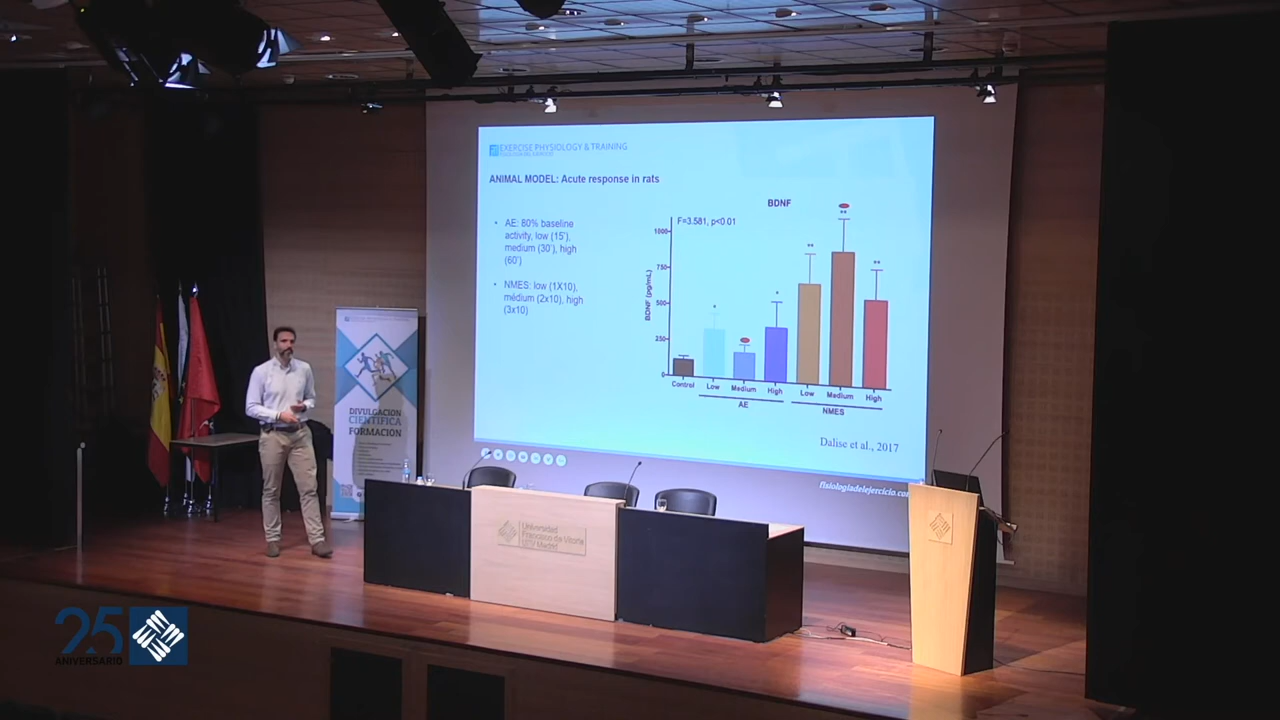 EXERCISE PHYSIOLOGY & TRAINING
ANIMAL MODEL: Acute response in rats
• AE: 80% baseline
activity, low (15'),
medium (30'), high
(60')
• NMES: low (1X10),
médium (2x10), high
(3x10)
BDNF
F=3.581, p<0.01
BDNF (pg/mL)
1000
750
500
250
0
*
*
**
**
**
Control
Low
Medium
High
Low
Medium
High
AE
NMES
Dalise et al., 2017
fisiologiadelejercicio.co
DIVULGACION
CIENTIFICA
FORMACION
Universidad
Francisco de Vitoria
UFV Madrid
25
ANIVERSARIO